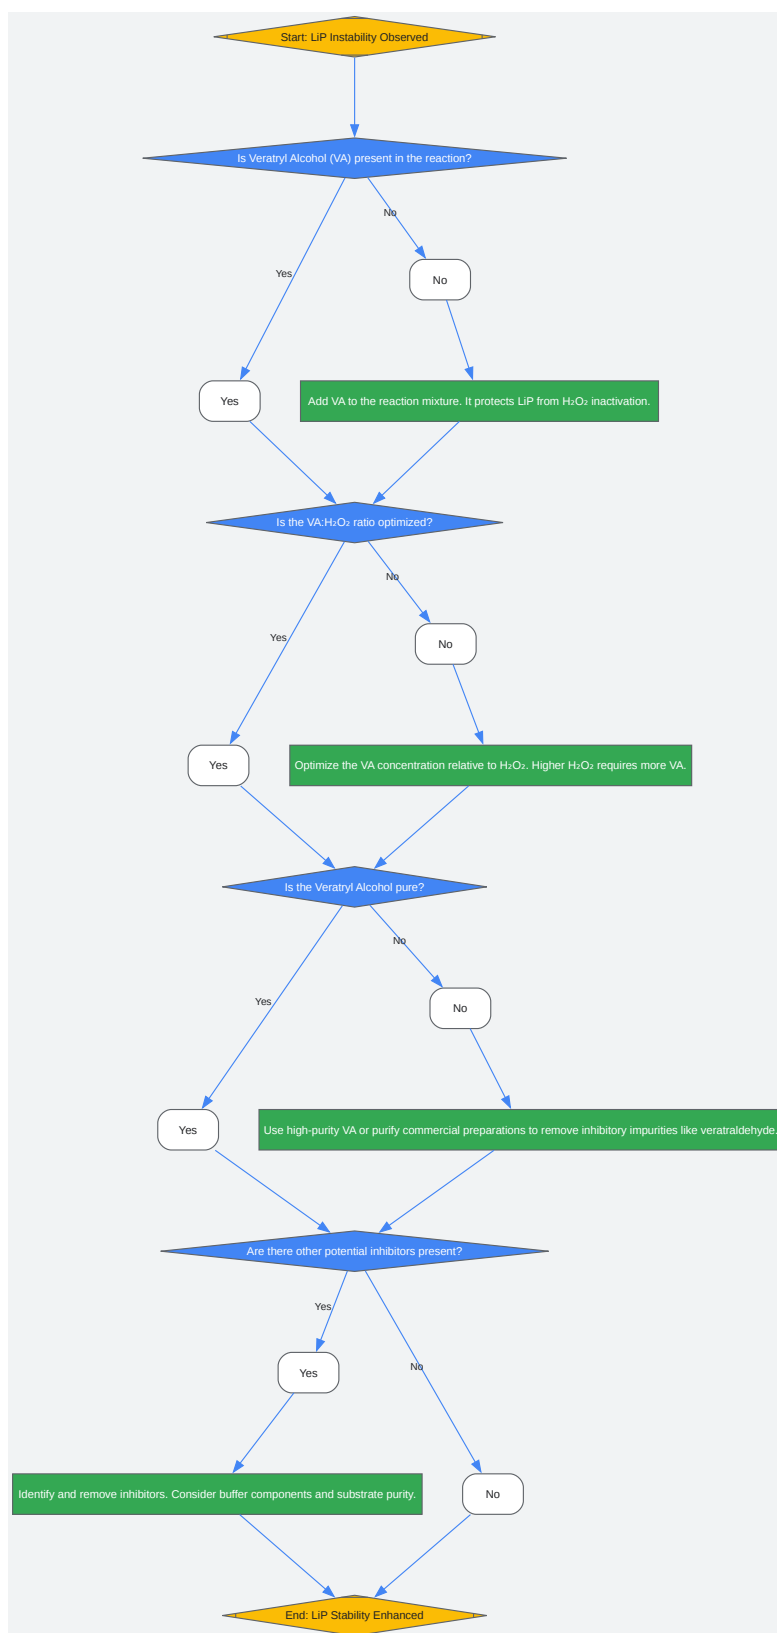 Start: LiP Instability Observed
Is Veratryl Alcohol (VA) present in the reaction?
No
Yes
No
Yes
Add VA to the reaction mixture. It protects LiP from H₂O₂ inactivation.
Is the VA:H₂O₂ ratio optimized?
No
Yes
No
Yes
Optimize the VA concentration relative to H₂O₂. Higher H₂O₂ requires more VA.
Is the Veratryl Alcohol pure?
No
Yes
No
Yes
Use high-purity VA or purify commercial preparations to remove inhibitory impurities like veratraldehyde.
Are there other potential inhibitors present?
Yes
No
Yes
Identify and remove inhibitors. Consider buffer components and substrate purity.
No
End: LiP Stability Enhanced